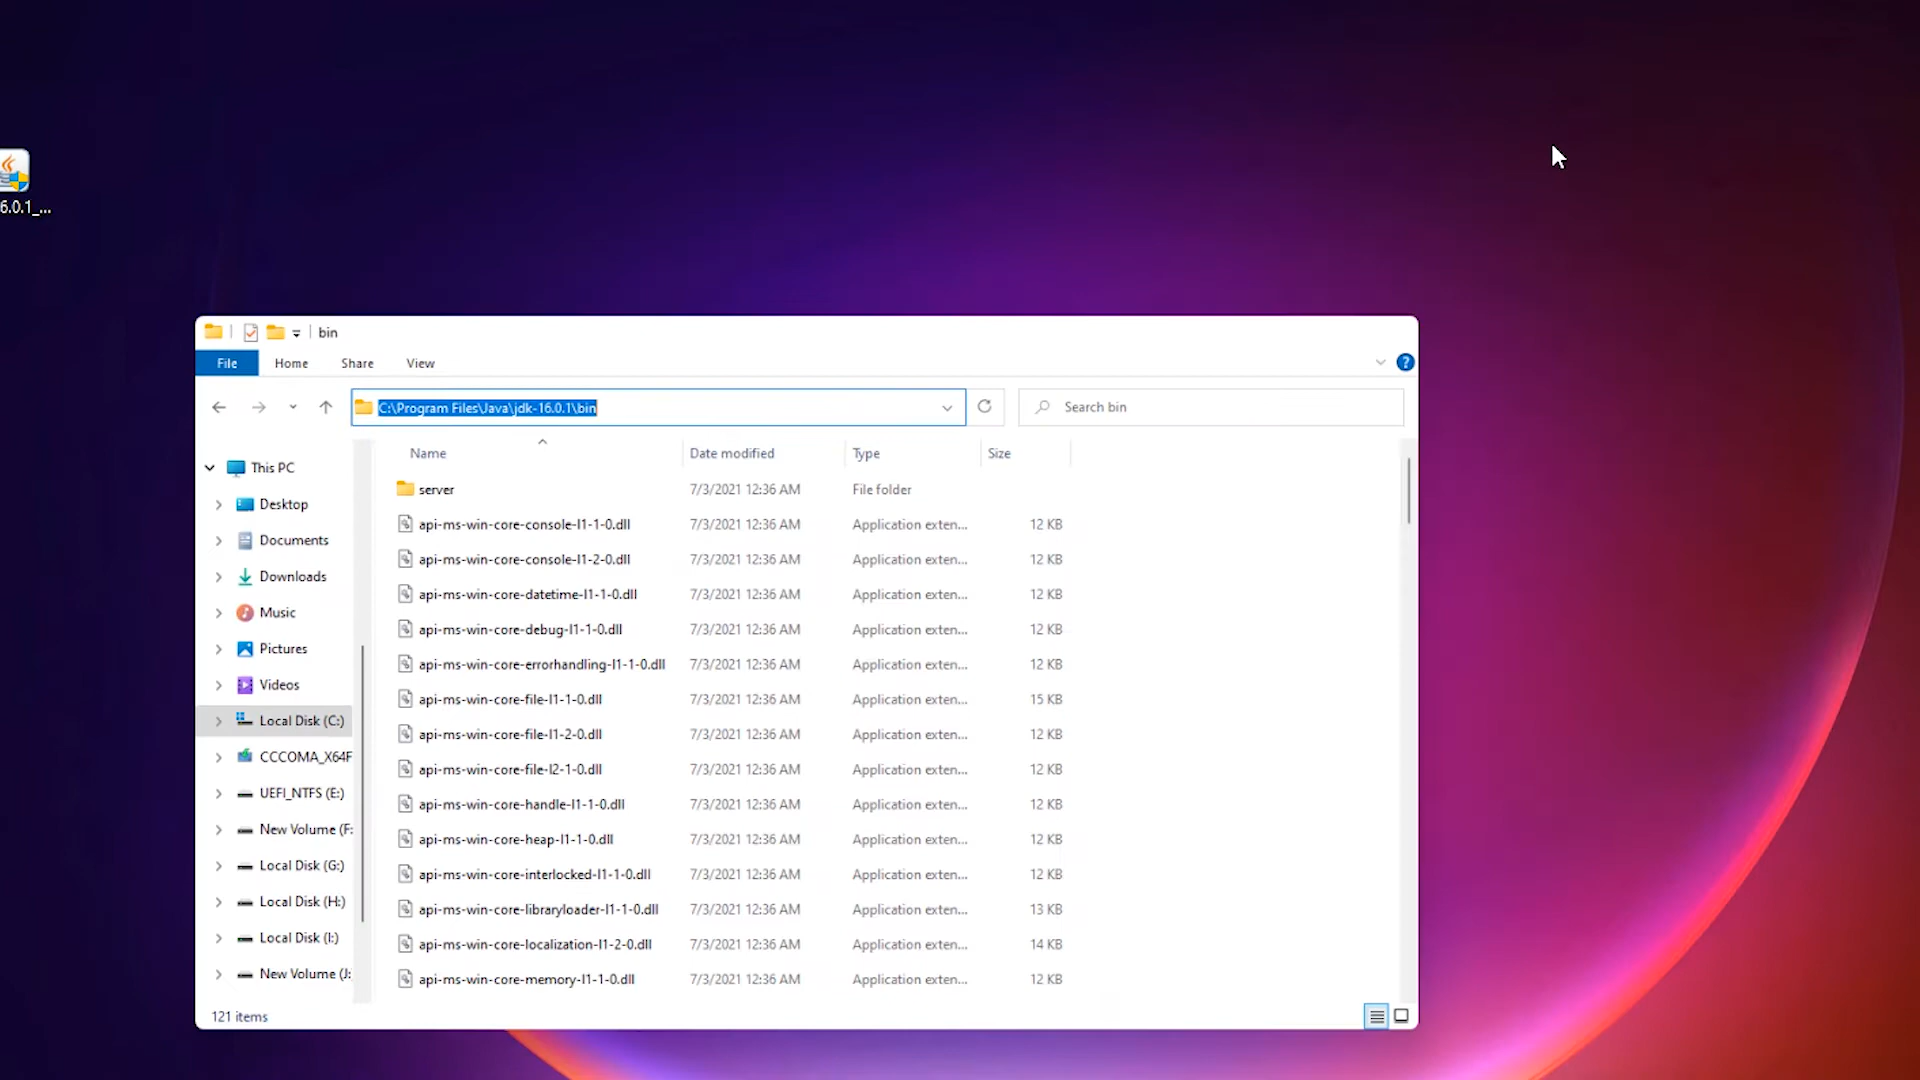 6.0.1_...
bin
File Home Share View
C:\Program Files\Java\jdk-16.0.1\bin
Search bin
Name Date modified Type Size
This PC
Desktop
Documents
Downloads
Music
Pictures
Videos
Local Disk (C:)
CCCOMA_X64F
UEFI_NTFS (E:)
New Volume (F:
Local Disk (G:)
Local Disk (H:)
Local Disk (I:)
New Volume (J:
server 7/3/2021 12:36 AM File folder
api-ms-win-core-console-l1-1-0.dll 7/3/2021 12:36 AM Application exten... 12 KB
api-ms-win-core-console-l1-2-0.dll 7/3/2021 12:36 AM Application exten... 12 KB
api-ms-win-core-datetime-l1-1-0.dll 7/3/2021 12:36 AM Application exten... 12 KB
api-ms-win-core-debug-l1-1-0.dll 7/3/2021 12:36 AM Application exten... 12 KB
api-ms-win-core-errorhandling-l1-1-0.dll 7/3/2021 12:36 AM Application exten... 12 KB
api-ms-win-core-file-l1-1-0.dll 7/3/2021 12:36 AM Application exten... 15 KB
api-ms-win-core-file-l1-2-0.dll 7/3/2021 12:36 AM Application exten... 12 KB
api-ms-win-core-file-l2-1-0.dll 7/3/2021 12:36 AM Application exten... 12 KB
api-ms-win-core-handle-l1-1-0.dll 7/3/2021 12:36 AM Application exten... 12 KB
api-ms-win-core-heap-l1-1-0.dll 7/3/2021 12:36 AM Application exten... 12 KB
api-ms-win-core-interlocked-l1-1-0.dll 7/3/2021 12:36 AM Application exten... 12 KB
api-ms-win-core-libraryloader-l1-1-0.dll 7/3/2021 12:36 AM Application exten... 13 KB
api-ms-win-core-localization-l1-2-0.dll 7/3/2021 12:36 AM Application exten... 14 KB
api-ms-win-core-memory-l1-1-0.dll 7/3/2021 12:36 AM Application exten... 12 KB
121 items